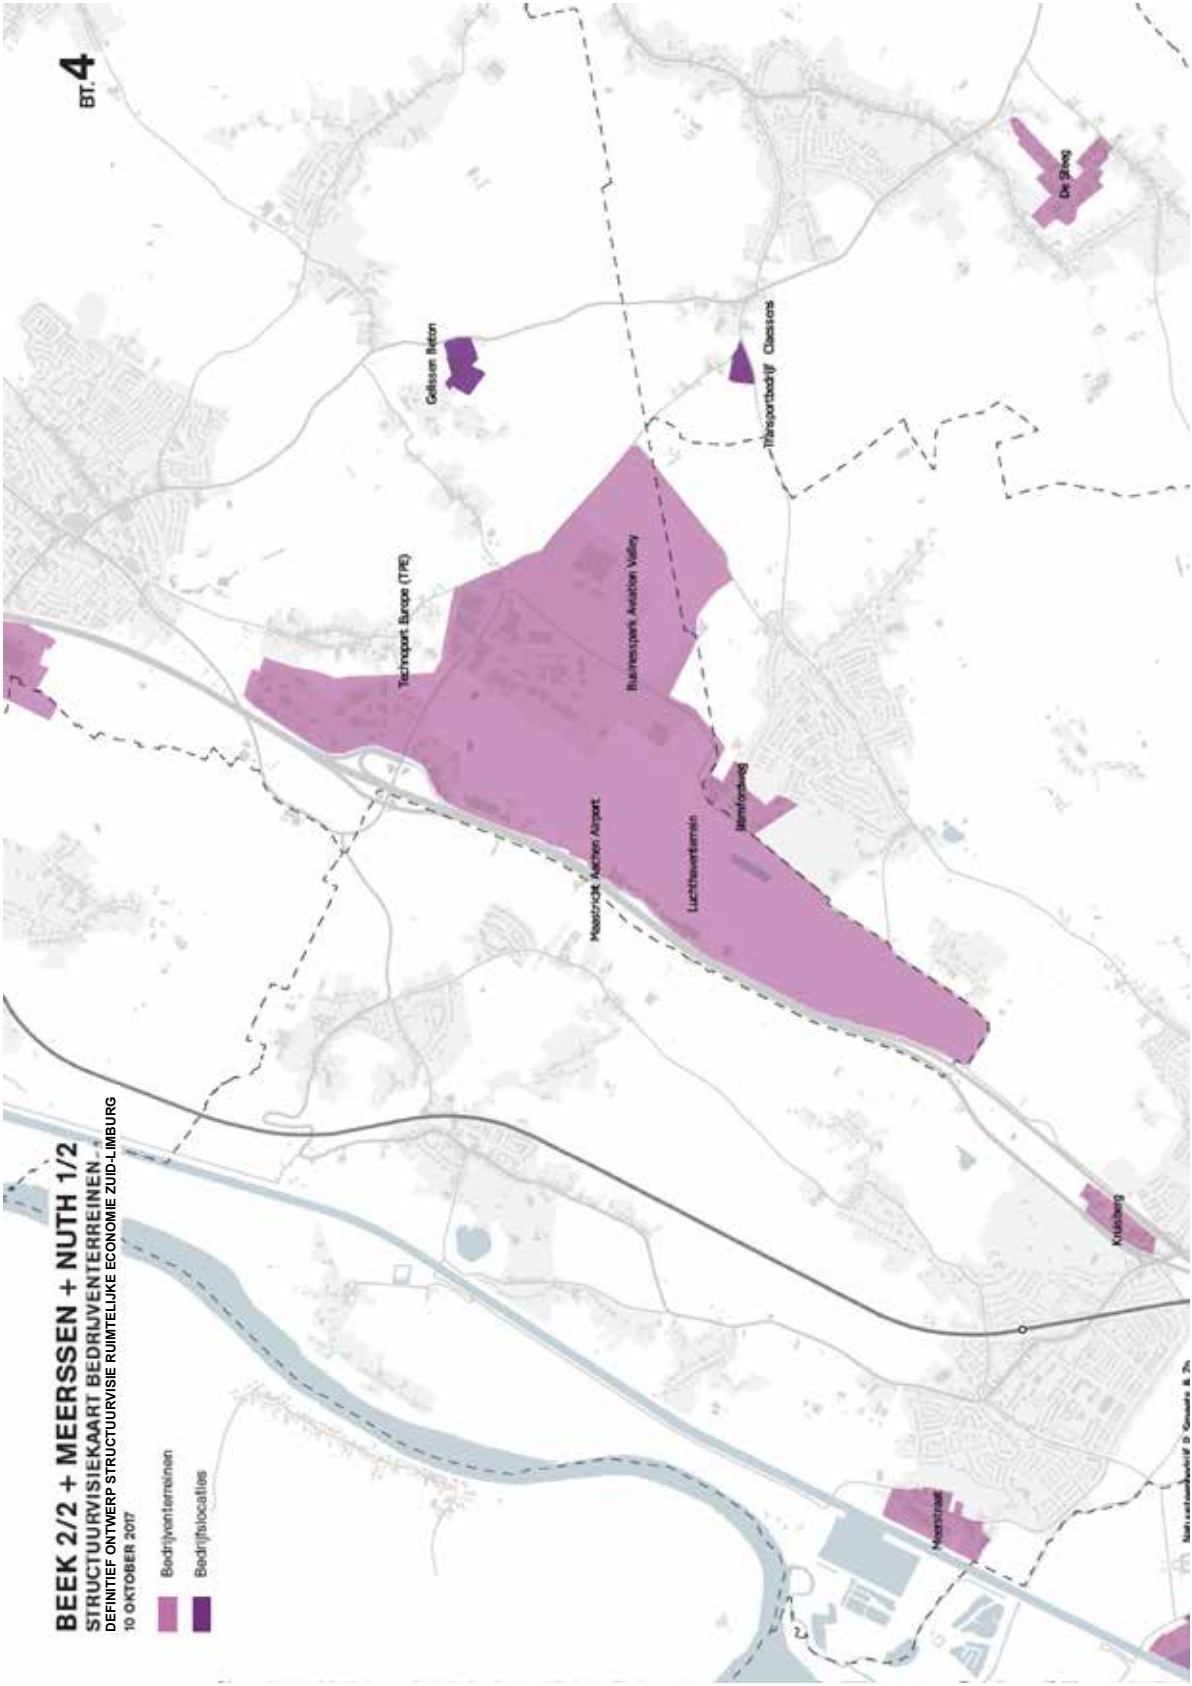 BEEK 2/2 + MEERSSEN + NUTH 1/2
STRUCTUURVISIEKAART BEDRIJVENTERREINEN
DEFINITIEF ONTWERP STRUCTUURVISIE RUIMTELIJKE ECONOMIE ZUID-LIMBURG
10 OKTOBER 2017
Bedrijventerreinen
Bedrijfslocaties
BT.4
Gelissen Beton
Technoport Europe (TPE)
Maastricht Aachen Airport
Businesspark Aviation Valley
Luchthaventerrein
Transportbedrijf Claessens
De Steeg
Kruisberg
Meerstraat